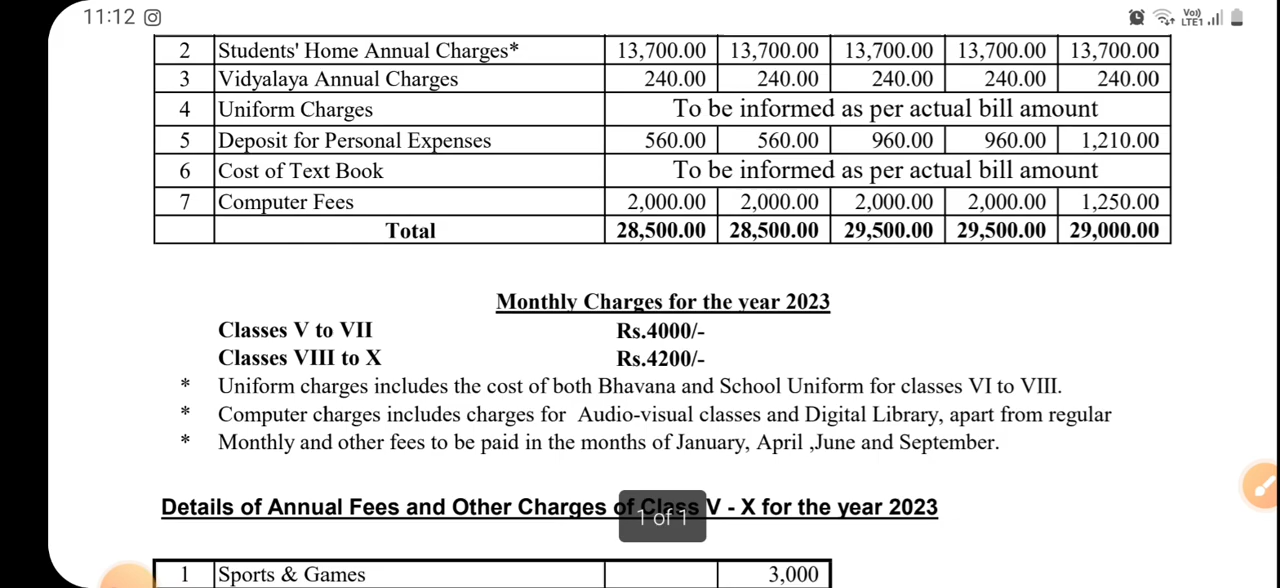 11:12
Vo))
LTE1
2 Students' Home Annual Charges* 13,700.00 13,700.00 13,700.00 13,700.00 13,700.00
3 Vidyalaya Annual Charges 240.00 240.00 240.00 240.00 240.00
4 Uniform Charges To be informed as per actual bill amount
5 Deposit for Personal Expenses 560.00 560.00 960.00 960.00 1,210.00
6 Cost of Text Book To be informed as per actual bill amount
7 Computer Fees 2,000.00 2,000.00 2,000.00 2,000.00 1,250.00
Total 28,500.00 28,500.00 29,500.00 29,500.00 29,000.00
Monthly Charges for the year 2023
Classes V to VII Rs.4000/-
Classes VIII to X Rs.4200/-
* Uniform charges includes the cost of both Bhavana and School Uniform for classes VI to VIII.
* Computer charges includes charges for Audio-visual classes and Digital Library, apart from regular
* Monthly and other fees to be paid in the months of January, April ,June and September.
Details of Annual Fees and Other Charges of Class V - X for the year 2023
1 of 1
1 Sports & Games 3,000